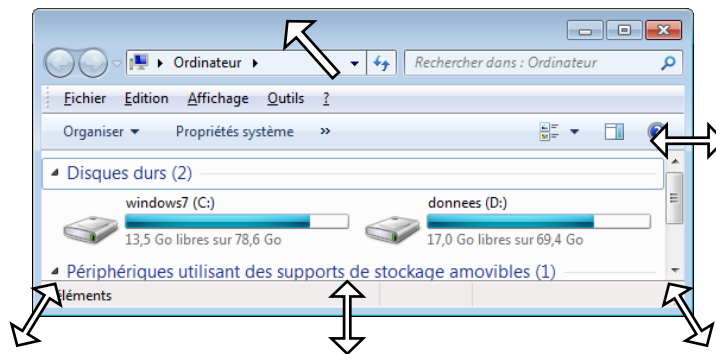 Ordinateur
Rechercher dans : Ordinateur
Fichier Edition Affichage Outils ?
Organiser Propriétés système »
Disques durs (2)
windows7 (C:) donnees (D:)
13,5 Go libres sur 78,6 Go 17,0 Go libres sur 69,4 Go
Périphériques utilisant des supports de stockage amovibles (1)
éléments